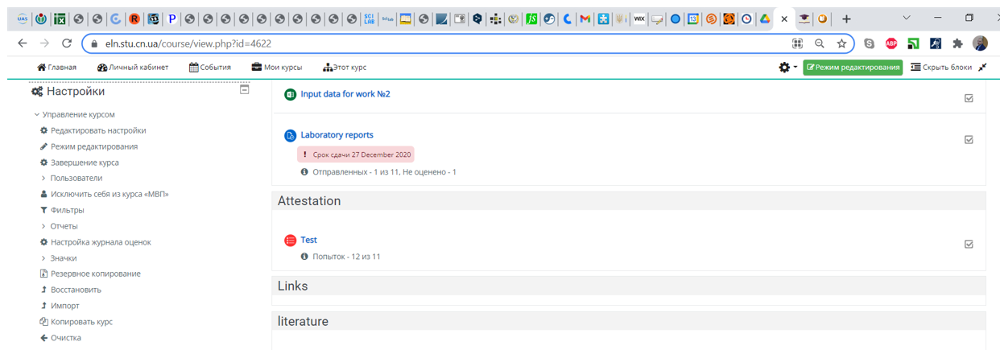 eln.stu.cn.ua/course/view.php?id=4622
Главная Личный кабинет События Мои курсы Этот курс Режим редактирования Скрыть блоки
Настройки
Управление курсом
Редактировать настройки
Режим редактирования
Завершение курса
Пользователи
Исключить себя из курса «МВП»
Фильтры
Отчеты
Настройка журнала оценок
Значки
Резервное копирование
Восстановить
Импорт
Копировать курс
Очистка
Input data for work №2
Laboratory reports
! Срок сдачи 27 December 2020
Отправленных - 1 из 11, Не оценено - 1
Attestation
Test
Попыток - 12 из 11
Links
literature